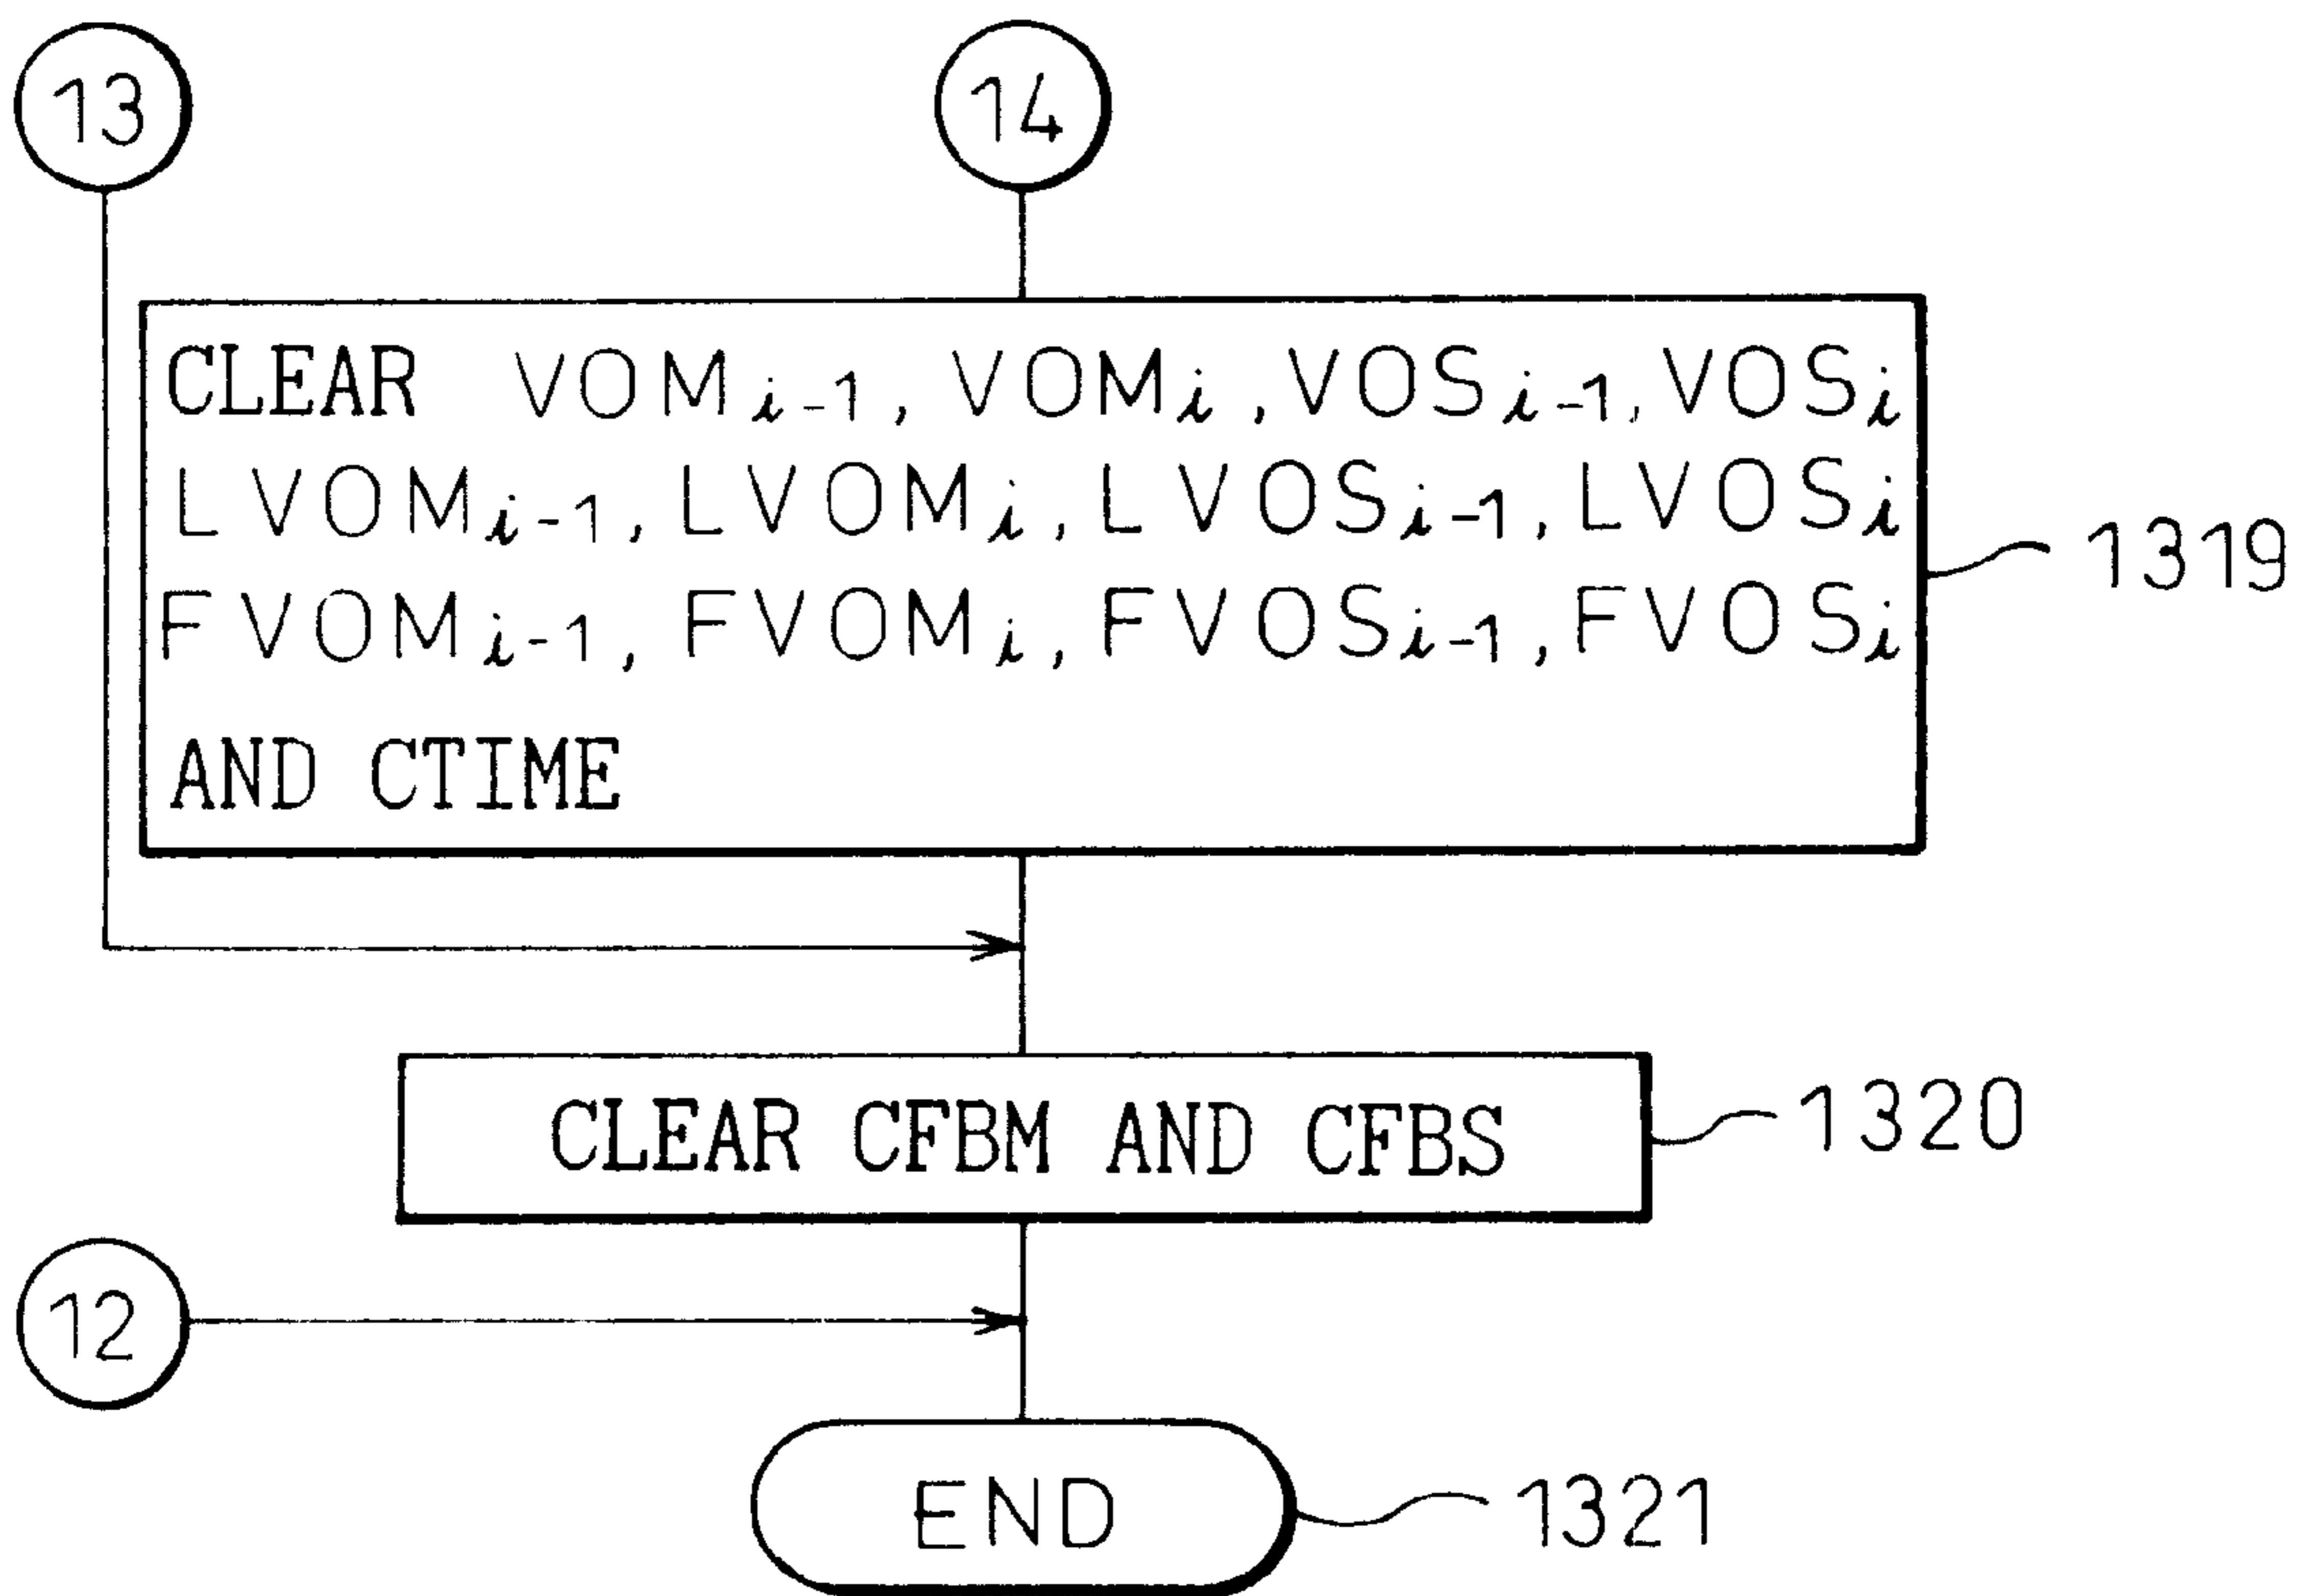 13
14
CLEAR VOMi-1, VOMi, VOSi-1, VOSi
LVOMi-1, LVOMi, LVOSi-1, LVOSi
FVOMi-1, FVOMi, FVOSi-1, FVOSi
AND CTIME
1319
CLEAR CFBM AND CFBS
1320
12
END
1321